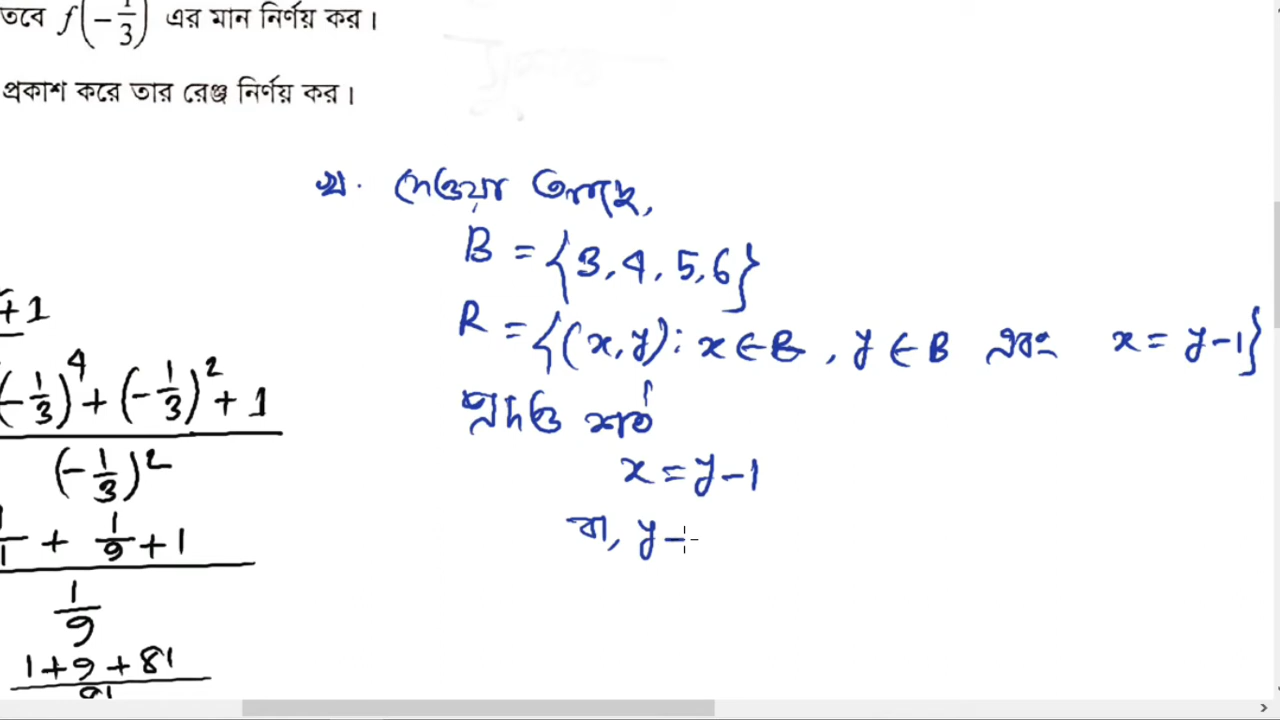 তবে f(-1/3) এর মান নির্ণয় কর।
প্রকাশ করে তার রেঞ্জ নির্ণয় কর।
+1
(-1/3)^4 + (-1/3)^2 + 1
(-1/3)^2
+ 1/9 + 1
1/9
1+9+81
খ. দেওয়া আছে,
B = {3, 4, 5, 6}
R = {(x, y) : x ∈ B, y ∈ B এবং x = y-1}
প্রদত্ত শর্ত
x = y-1
বা, y-